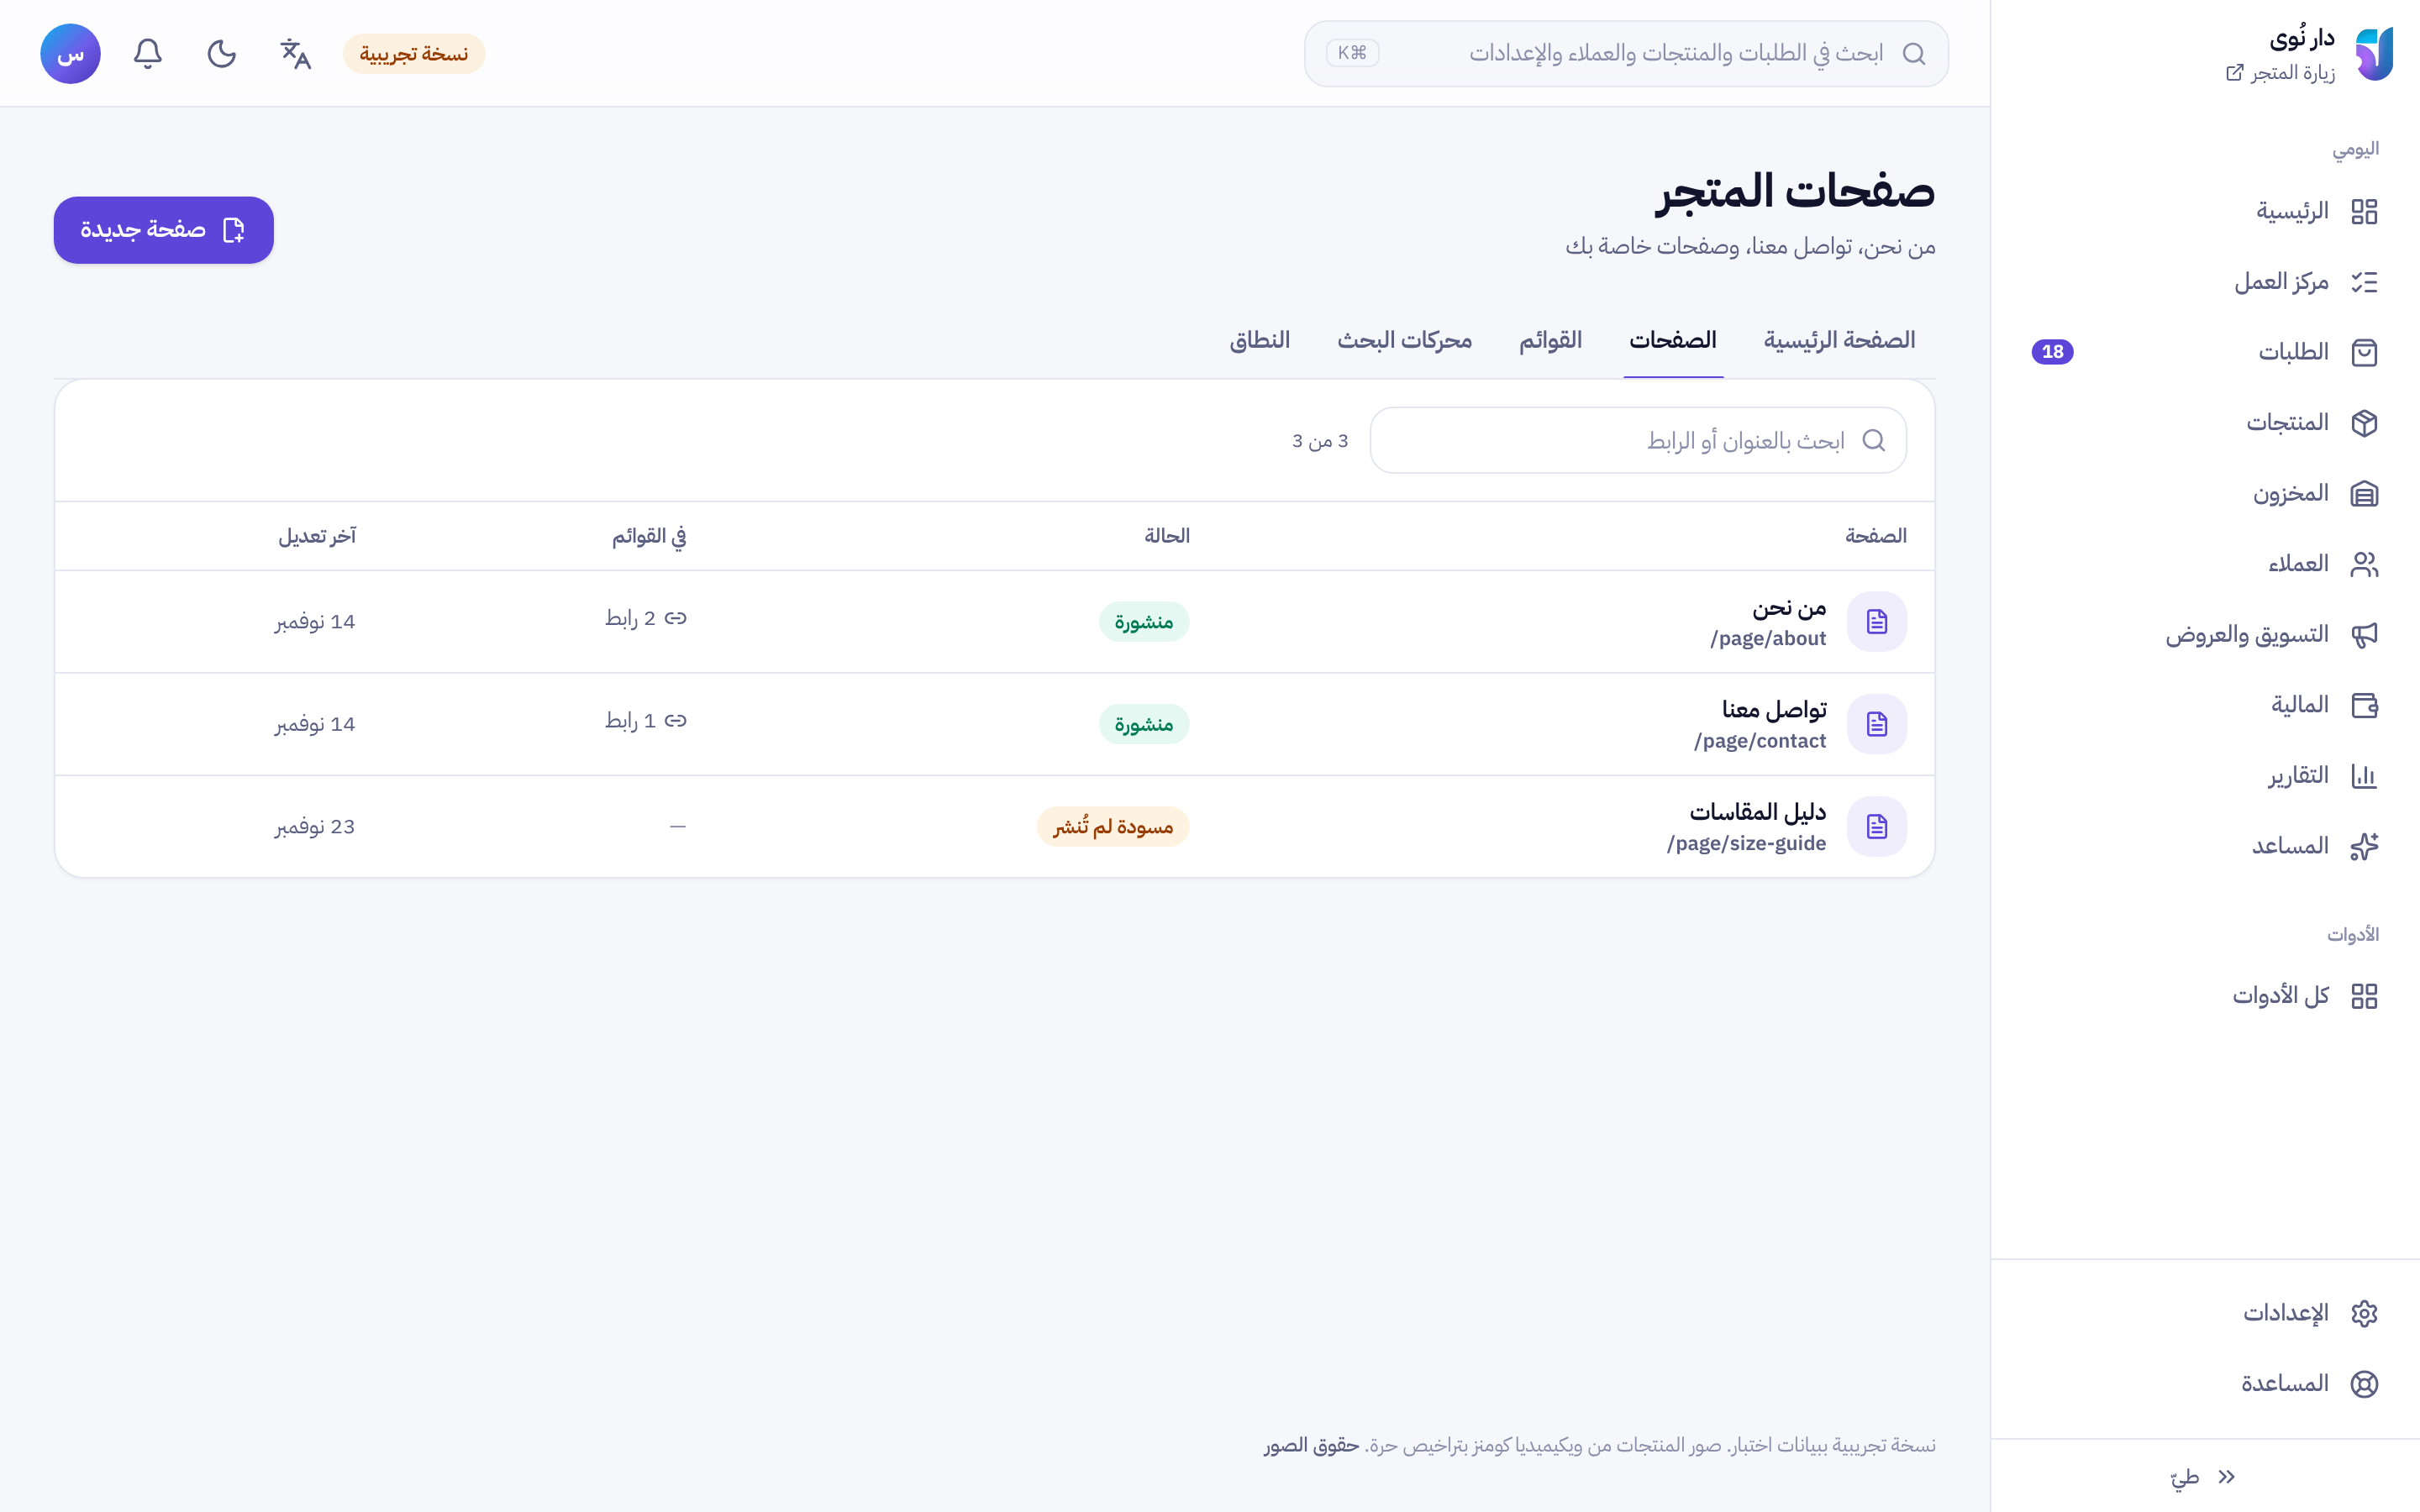 دار نُوى
زيارة المتجر
اليومي
الرئيسية
مركز العمل
الطلبات 18
المنتجات
المخزون
العملاء
التسويق والعروض
المالية
التقارير
المساعد
الأدوات
كل الأدوات
الإعدادات
المساعدة
طيّ
ابحث في الطلبات والمنتجات والعملاء والإعدادات ⌘K
نسخة تجريبية
س
صفحات المتجر
من نحن، تواصل معنا، وصفحات خاصة بك
صفحة جديدة
الصفحة الرئيسية الصفحات القوائم محركات البحث النطاق
ابحث بالعنوان أو الرابط 3 من 3
الصفحة الحالة في القوائم آخر تعديل
من نحن منشورة 2 رابط 14 نوفمبر
/page/about
تواصل معنا منشورة 1 رابط 14 نوفمبر
/page/contact
دليل المقاسات مسودة لم تُنشر — 23 نوفمبر
/page/size-guide
نسخة تجريبية ببيانات اختبار. صور المنتجات من ويكيميديا كومنز بتراخيص حرة. حقوق الصور